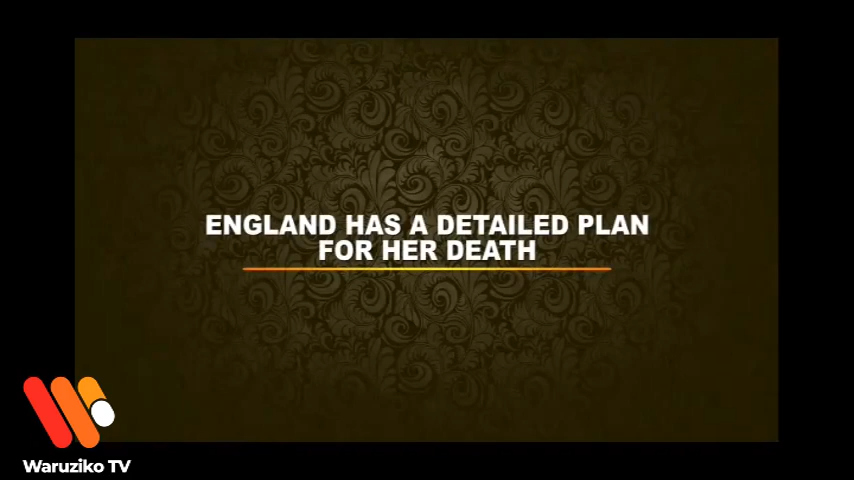 ENGLAND HAS A DETAILED PLAN
FOR HER DEATH
Waruziko TV